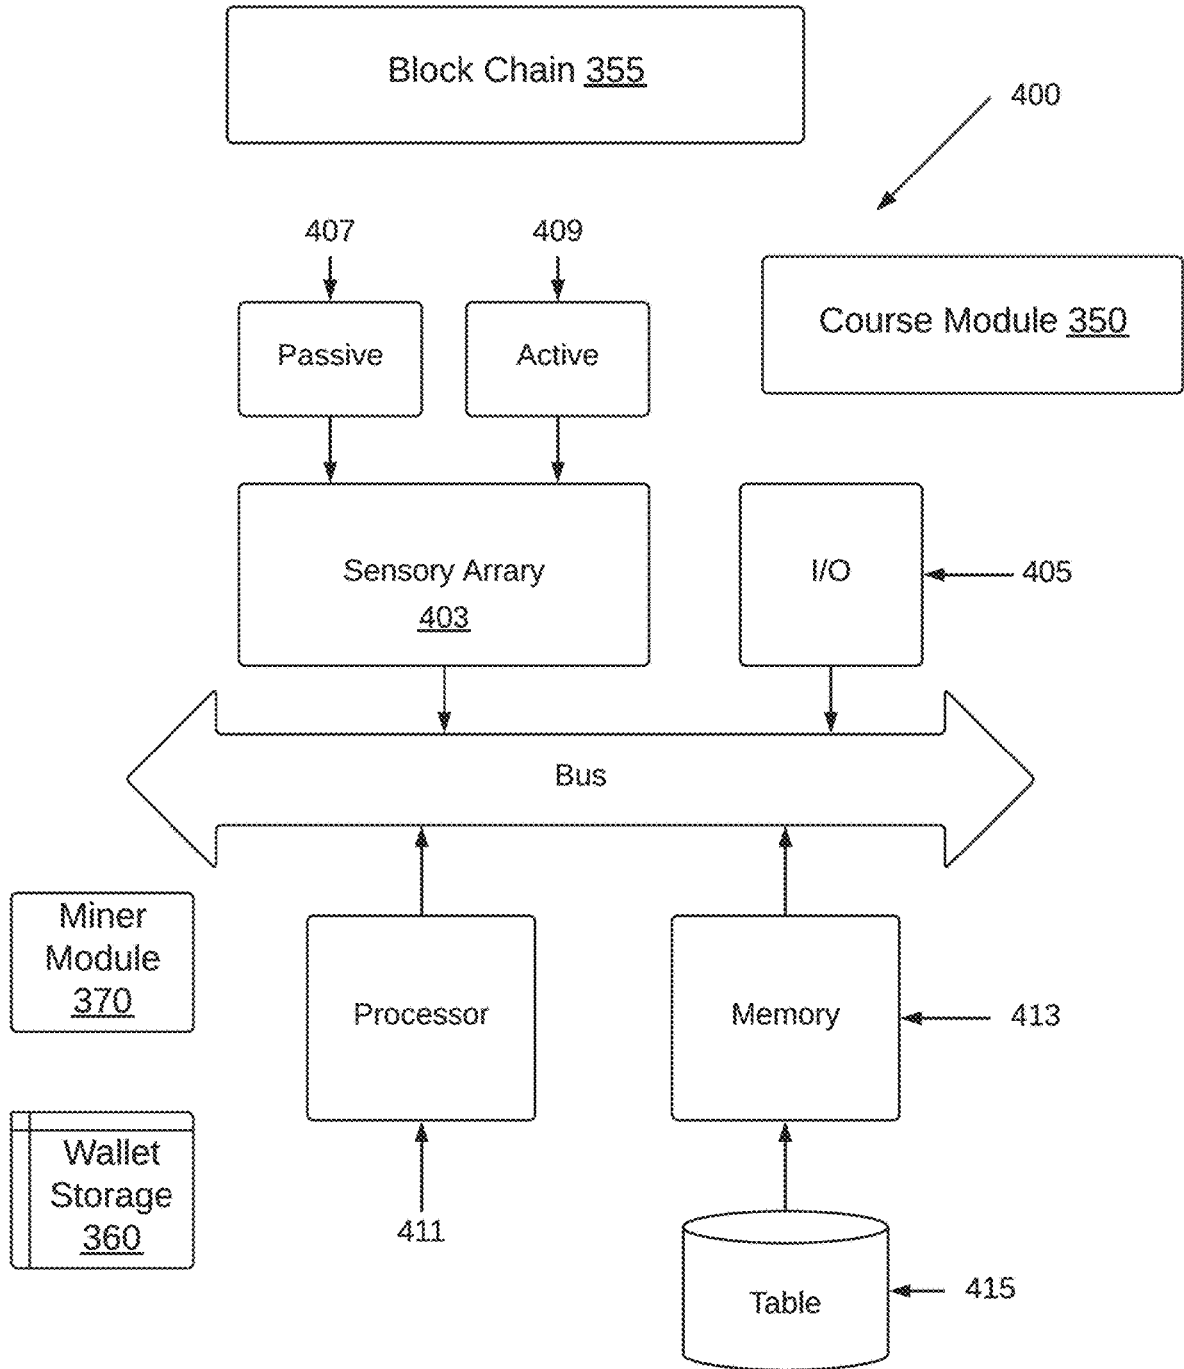 Block Chain 355
400
407
409
Passive
Active
Course Module 350
Sensory Arrary
403
I/O
405
Bus
Miner
Module
370
Processor
Memory
413
Wallet
Storage
360
411
Table
415